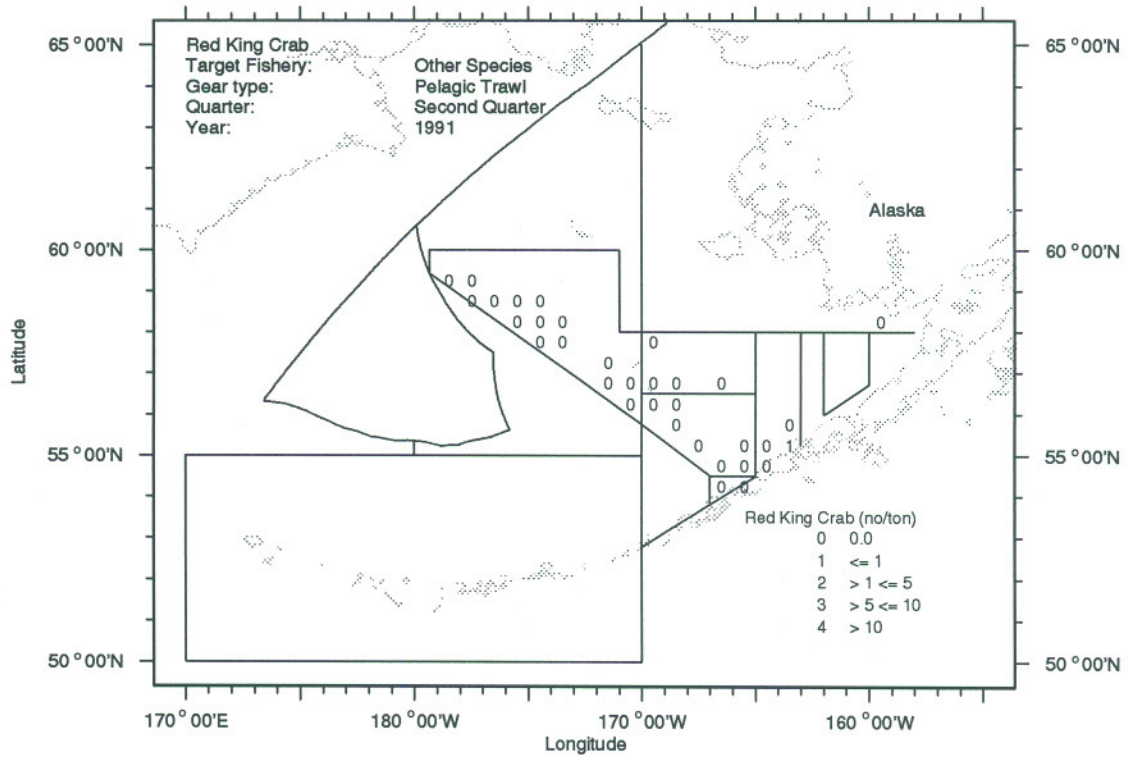 65°00'N 65°00'N
Red King Crab
Target Fishery: Other Species
Gear type: Pelagic Trawl
Quarter: Second Quarter
Year: 1991
Alaska
60°00'N 60°00'N
0 0
0 0 0 0
0
0 0 0
0 0 0
0
0 0 0 0 0
0 0 0
0 0
0 0 0 1
55°00'N 55°00'N
0 0 0
0 0
Red King Crab (no/ton)
0 0.0
1 <= 1
2 > 1 <= 5
3 > 5 <= 10
4 > 10
50°00'N 50°00'N
170°00'E 180°00'W 170°00'W 160°00'W
Longitude
Latitude